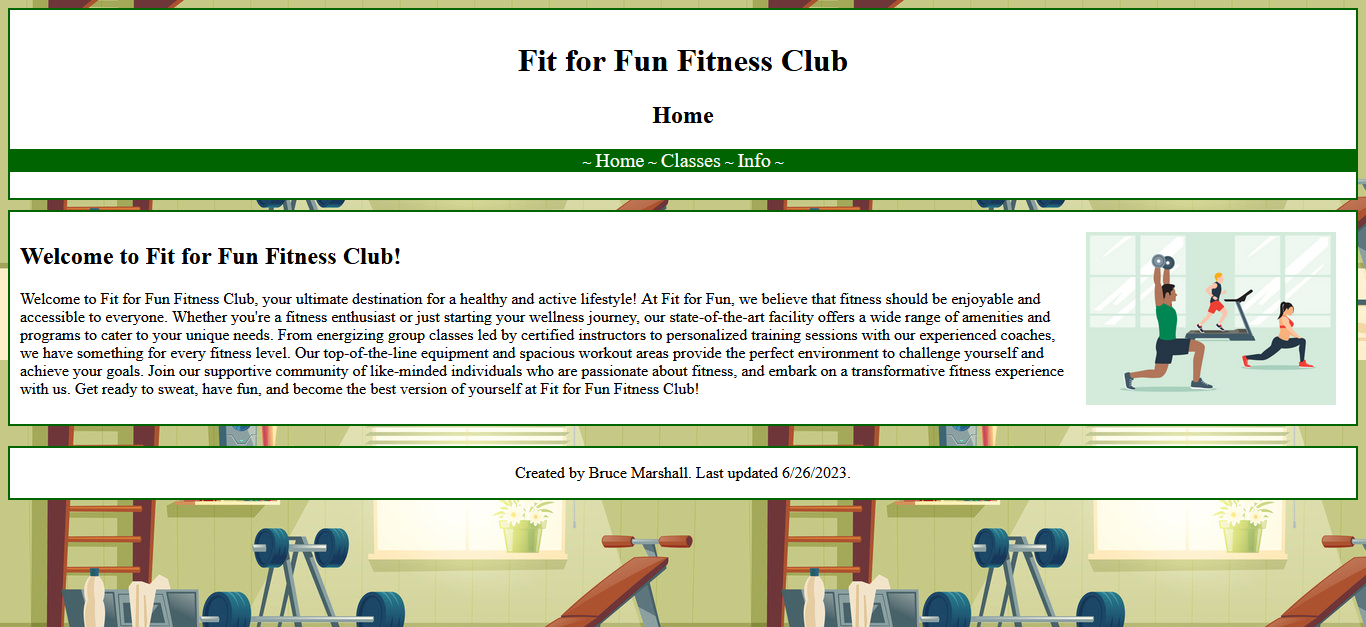 Fit for Fun Fitness Club
Home
~ Home ~ Classes ~ Info ~
Welcome to Fit for Fun Fitness Club!
Welcome to Fit for Fun Fitness Club, your ultimate destination for a healthy and active lifestyle! At Fit for Fun, we believe that fitness should be enjoyable and
accessible to everyone. Whether you're a fitness enthusiast or just starting your wellness journey, our state-of-the-art facility offers a wide range of amenities and
programs to cater to your unique needs. From energizing group classes led by certified instructors to personalized training sessions with our experienced coaches,
we have something for every fitness level. Our top-of-the-line equipment and spacious workout areas provide the perfect environment to challenge yourself and
achieve your goals. Join our supportive community of like-minded individuals who are passionate about fitness, and embark on a transformative fitness experience
with us. Get ready to sweat, have fun, and become the best version of yourself at Fit for Fun Fitness Club!
Created by Bruce Marshall. Last updated 6/26/2023.